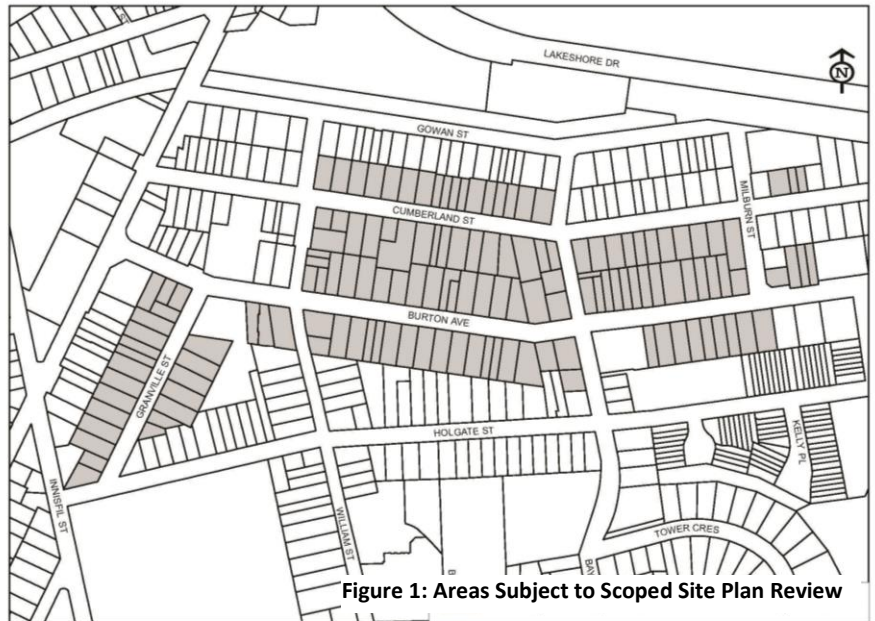 LAKESHORE DR
N
GOWAN ST
CUMBERLAND ST
MILBURN ST
BURTON AVE
GRANVILLE ST
HOLGATE ST
KELLY PL
INNISFIL ST
WILLIAM ST
TOWER CRES
BAY
Figure 1: Areas Subject to Scoped Site Plan Review